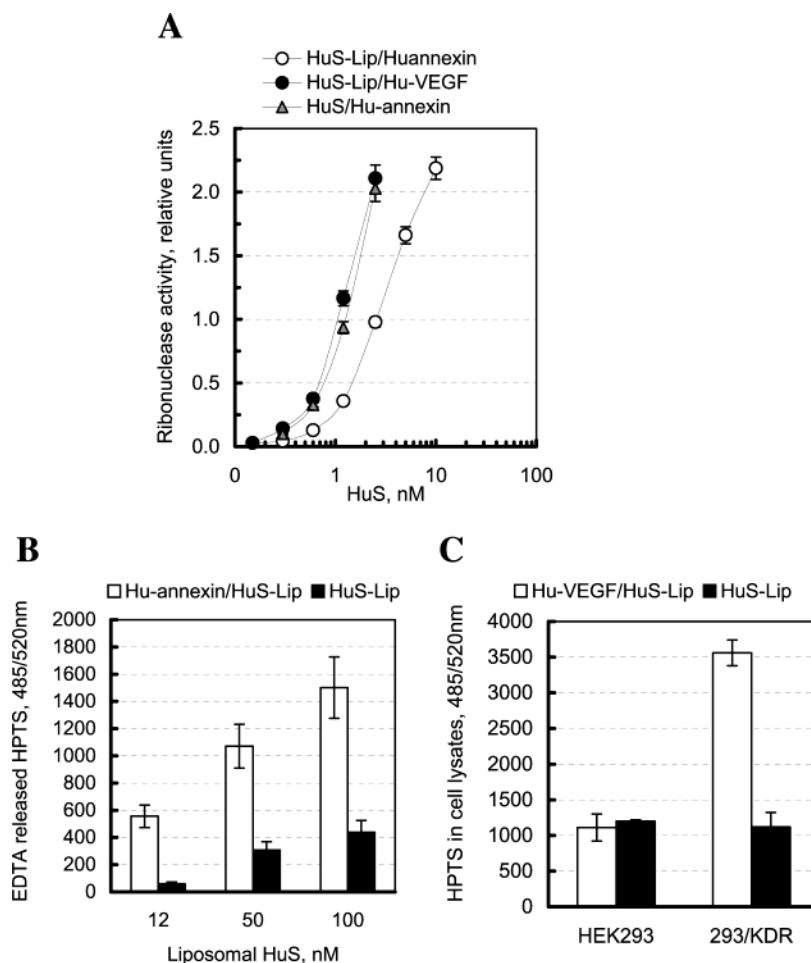 A
HuS-Lip/Huannexin
HuS-Lip/Hu-VEGF
HuS/Hu-annexin
2.5
2.0
1.5
1.0
0.5
0.0
Ribonuclease activity, relative units
0 1 10 100
HuS, nM
B
Hu-annexin/HuS-Lip HuS-Lip
2000
1800
1600
1400
1200
1000
800
600
400
200
0
EDTA released HPTS, 485/520nm
12 50 100
Liposomal HuS, nM
C
Hu-VEGF/HuS-Lip HuS-Lip
4000
3500
3000
2500
2000
1500
1000
500
0
HPTS in cell lysates, 485/520nm
HEK293 293/KDR